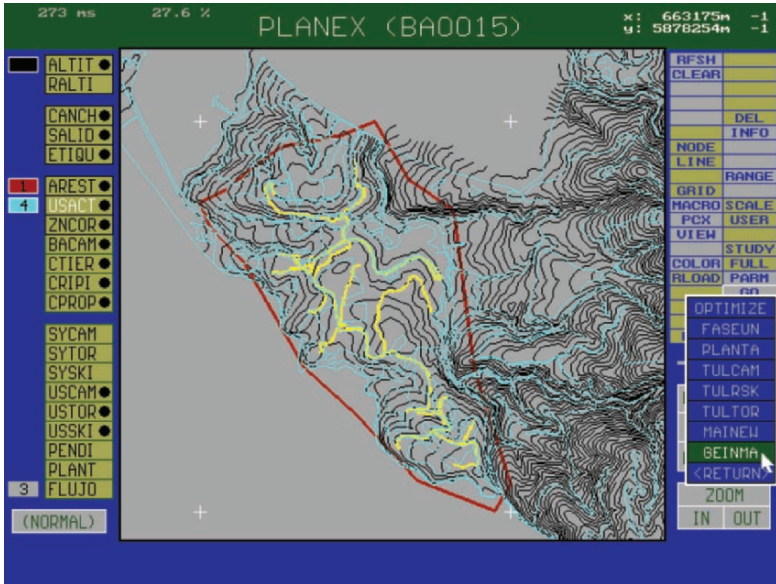 273 ms
27.6 %
PLANEX (BA0015)
x: 663175m -1
y: 5878254m -1
ALTIT
RALTI
CANCH
SALID
ETIQU
1 AREST
4 USACT
ZNCOR
BACAM
CTIER
CRIPI
CPROP
SYCAM
SYTOR
SYSKI
USCAM
USTOR
USSKI
PENDI
PLANT
3 FLUJO
(NORMAL)
RFSH
CLEAR
DEL
INFO
NODE
LINE
RANGE
GRID
MACRO SCALE
PCX USER
VIEW
STUDY
COLOR FULL
RLOAD PARM
GO
OPTIMIZE
FASEUN
PLANTA
TULCAM
TULRSK
TULTOR
MAINEW
GEINMA
<RETURN>
ZOOM
IN OUT